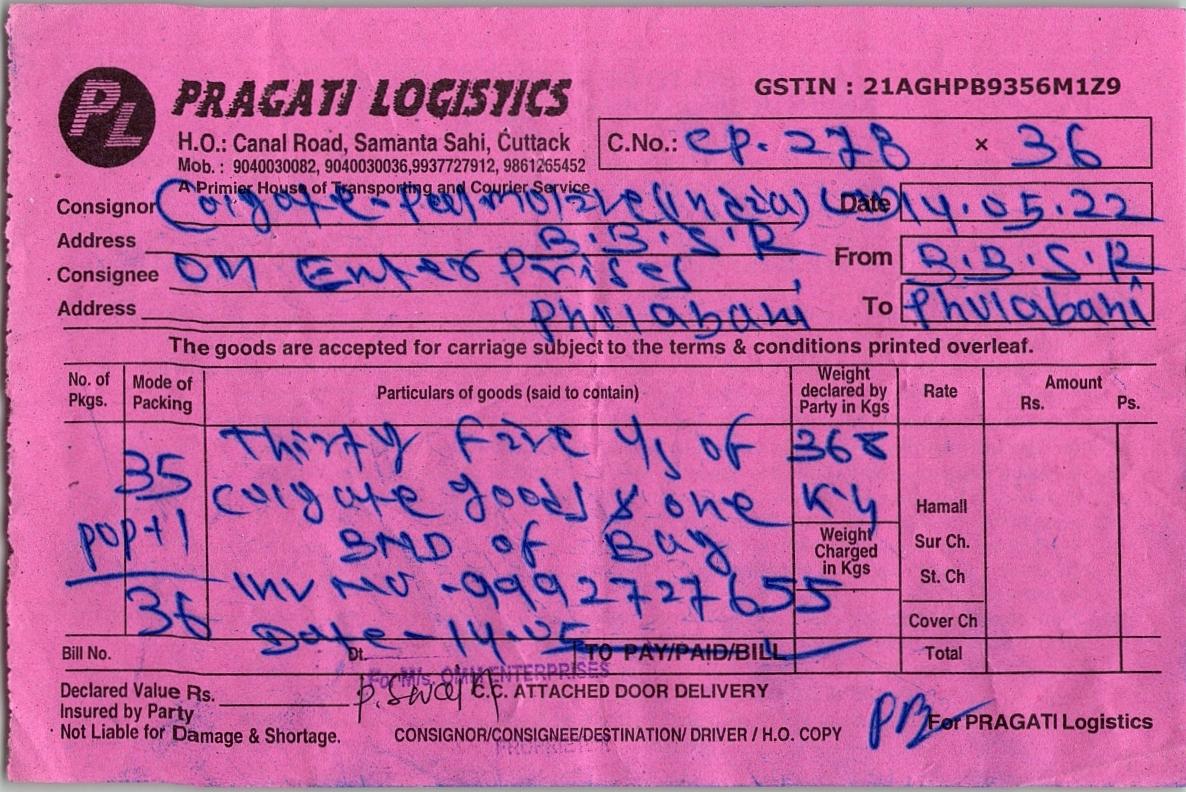 PL PRAGATI LOGISTICS
GSTIN : 21AGHPB9356M1Z9
H.O.: Canal Road, Samanta Sahi, Cuttack
Mob. : 9040030082, 9040030036,9937727912, 9861265452
A Primier House of Transporting and Courier Service
C.No.: CP. 278 × 36
Consignor Colgate-Palmolive (India) Ltd Date 14.05.22
Address B.B.S.R
From B.B.S.R
Consignee OM Enterprises
Address Phulabani To Phulabani
The goods are accepted for carriage subject to the terms & conditions printed overleaf.
No. of Pkgs. Mode of Packing Particulars of goods (said to contain) Weight declared by Party in Kgs Rate Amount Rs. Ps.
35 Thirty Five of 368
pop+1 Colgate goods & one Kg Hamali
BND of Bag Weight Charged in Kgs Sur Ch.
INV NO -9992727655 St. Ch
36 Date - 14.05 Cover Ch
Bill No. Dt. TO PAY/PAID/BILL Total
For M/s. OMM ENTERPRISES
Declared Value Rs. P. Swain C.C. ATTACHED DOOR DELIVERY
Insured by Party
PB For PRAGATI Logistics
Not Liable for Damage & Shortage. CONSIGNOR/CONSIGNEE/DESTINATION/ DRIVER / H.O. COPY
PROPRIETOR